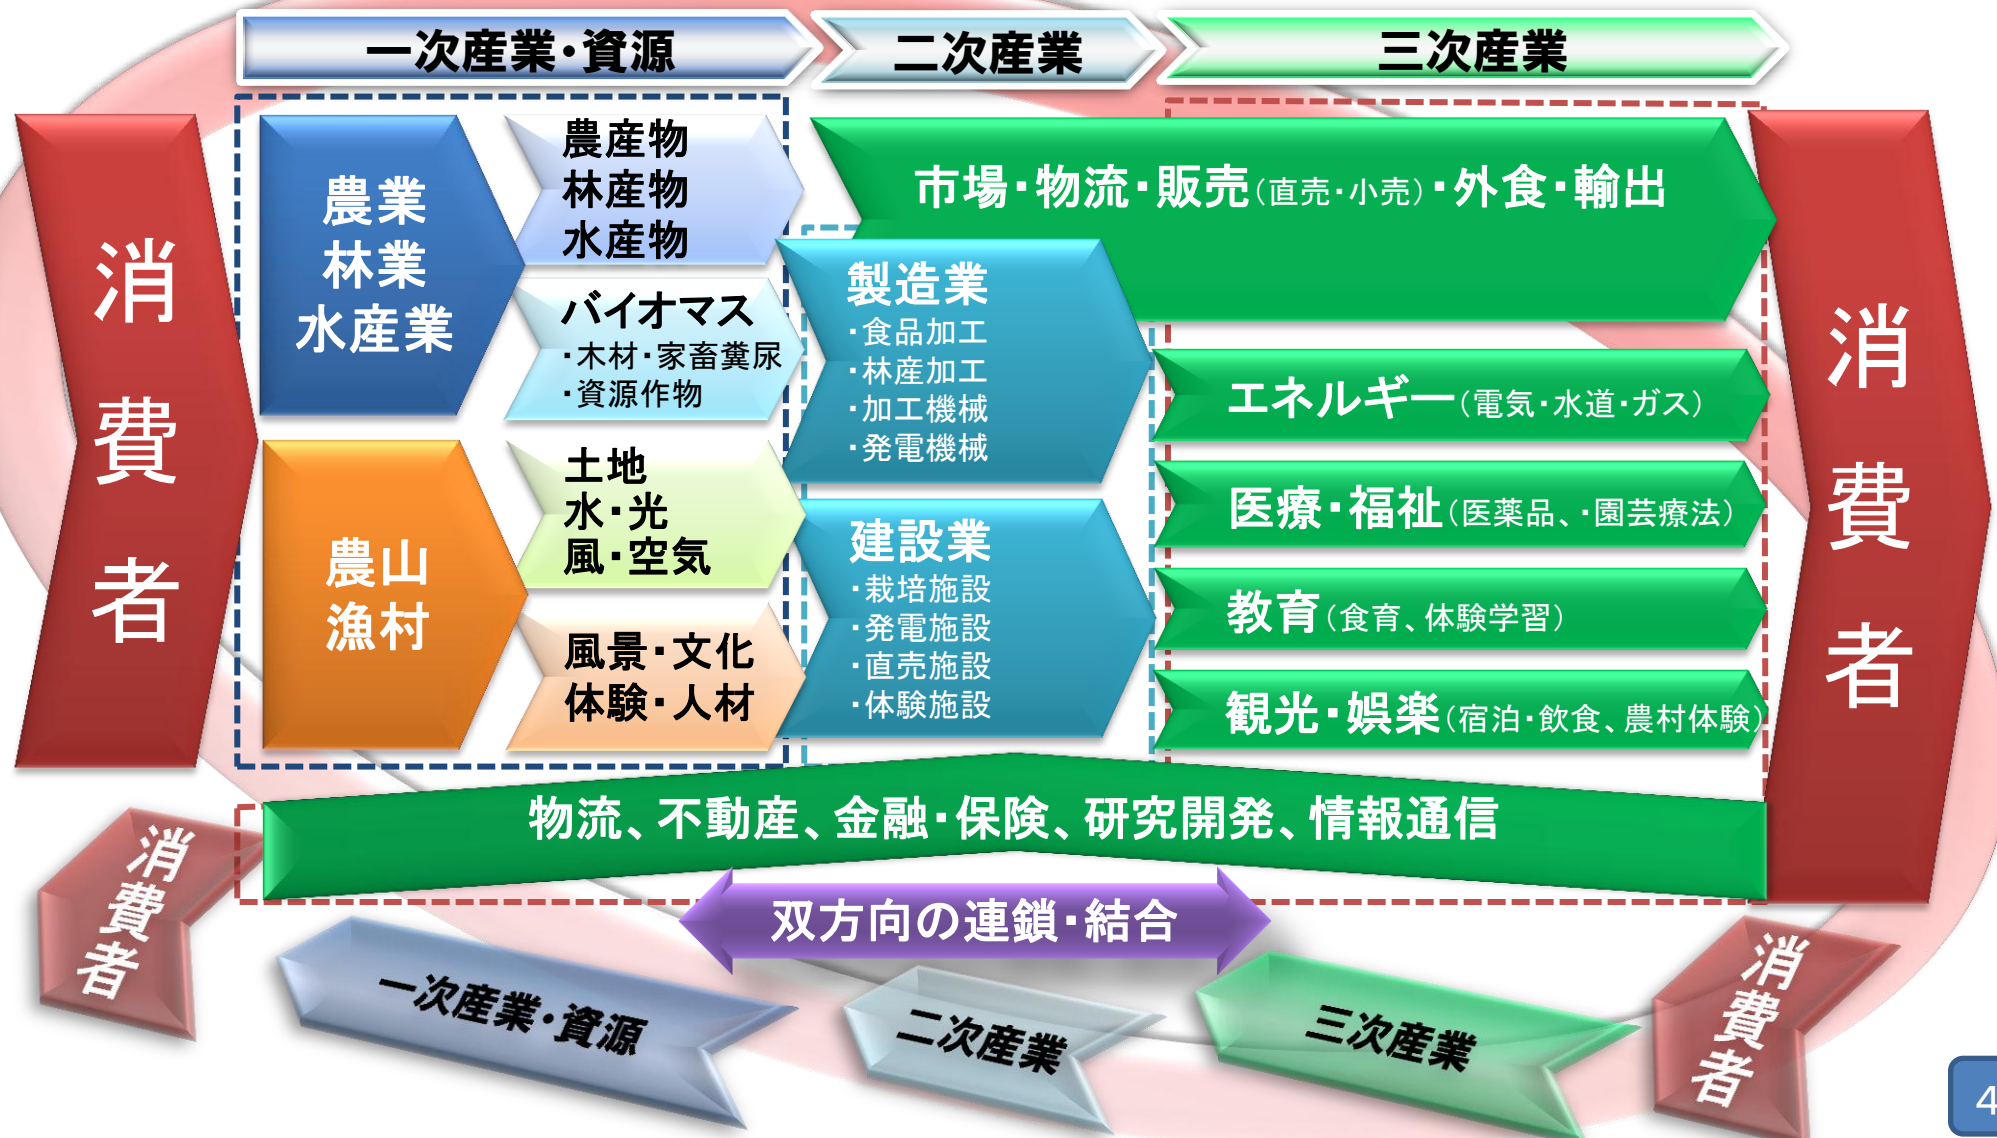 一次産業・資源
二次産業
三次産業
消
費
者
農業
林業
水産業
農産物
林産物
水産物
バイオマス
・木材・家畜糞尿
・資源作物
農山
漁村
土地
水・光
風・空気
風景・文化
体験・人材
市場・物流・販売(直売・小売)・外食・輸出
製造業
・食品加工
・林産加工
・加工機械
・発電機械
建設業
・栽培施設
・発電施設
・直売施設
・体験施設
エネルギー(電気・水道・ガス)
医療・福祉(医薬品、・園芸療法)
教育(食育、体験学習)
観光・娯楽(宿泊・飲食、農村体験)
消
費
者
物流、不動産、金融・保険、研究開発、情報通信
双方向の連鎖・結合
消費者
一次産業・資源
二次産業
三次産業
消費者
4